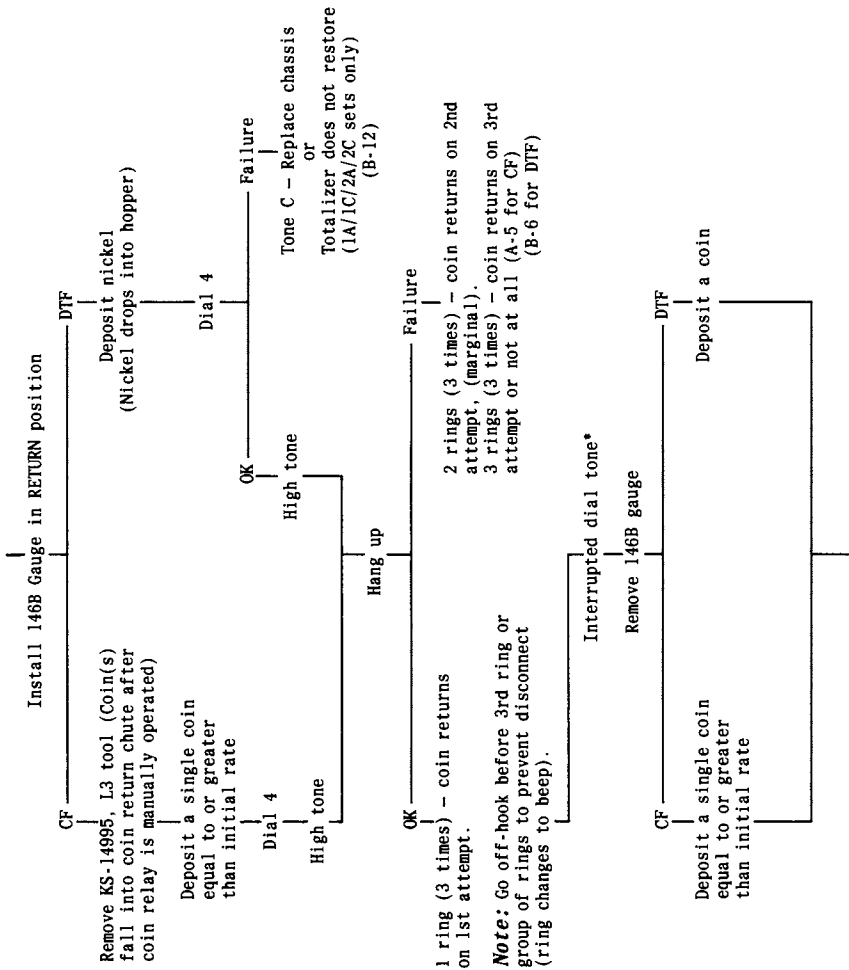 Install 146B Gauge in RETURN position
CF
DTF
Remove KS-14995, L3 tool (Coin(s)
fall into coin return chute after
coin relay is manually operated)
Deposit nickel
(Nickel drops into hopper)
Deposit a single coin
equal to or greater
than initial rate
Dial 4
Dial 4
High tone
OK
Failure
High tone
Tone C – Replace chassis
or
Totalizer does not restore
(1A/1C/2A/2C sets only)
(B-12)
Hang up
OK
Failure
1 ring (3 times) – coin returns
on 1st attempt.
2 rings (3 times) – coin returns on 2nd
attempt, (marginal).
3 rings (3 times) – coin returns on 3rd
attempt or not at all (A-5 for CF)
(B-6 for DTF)
Note: Go off-hook before 3rd ring or
group of rings to prevent disconnect
(ring changes to beep).
Interrupted dial tone*
Remove 146B gauge
CF
DTF
Deposit a single coin
equal to or greater
than initial rate
Deposit a coin